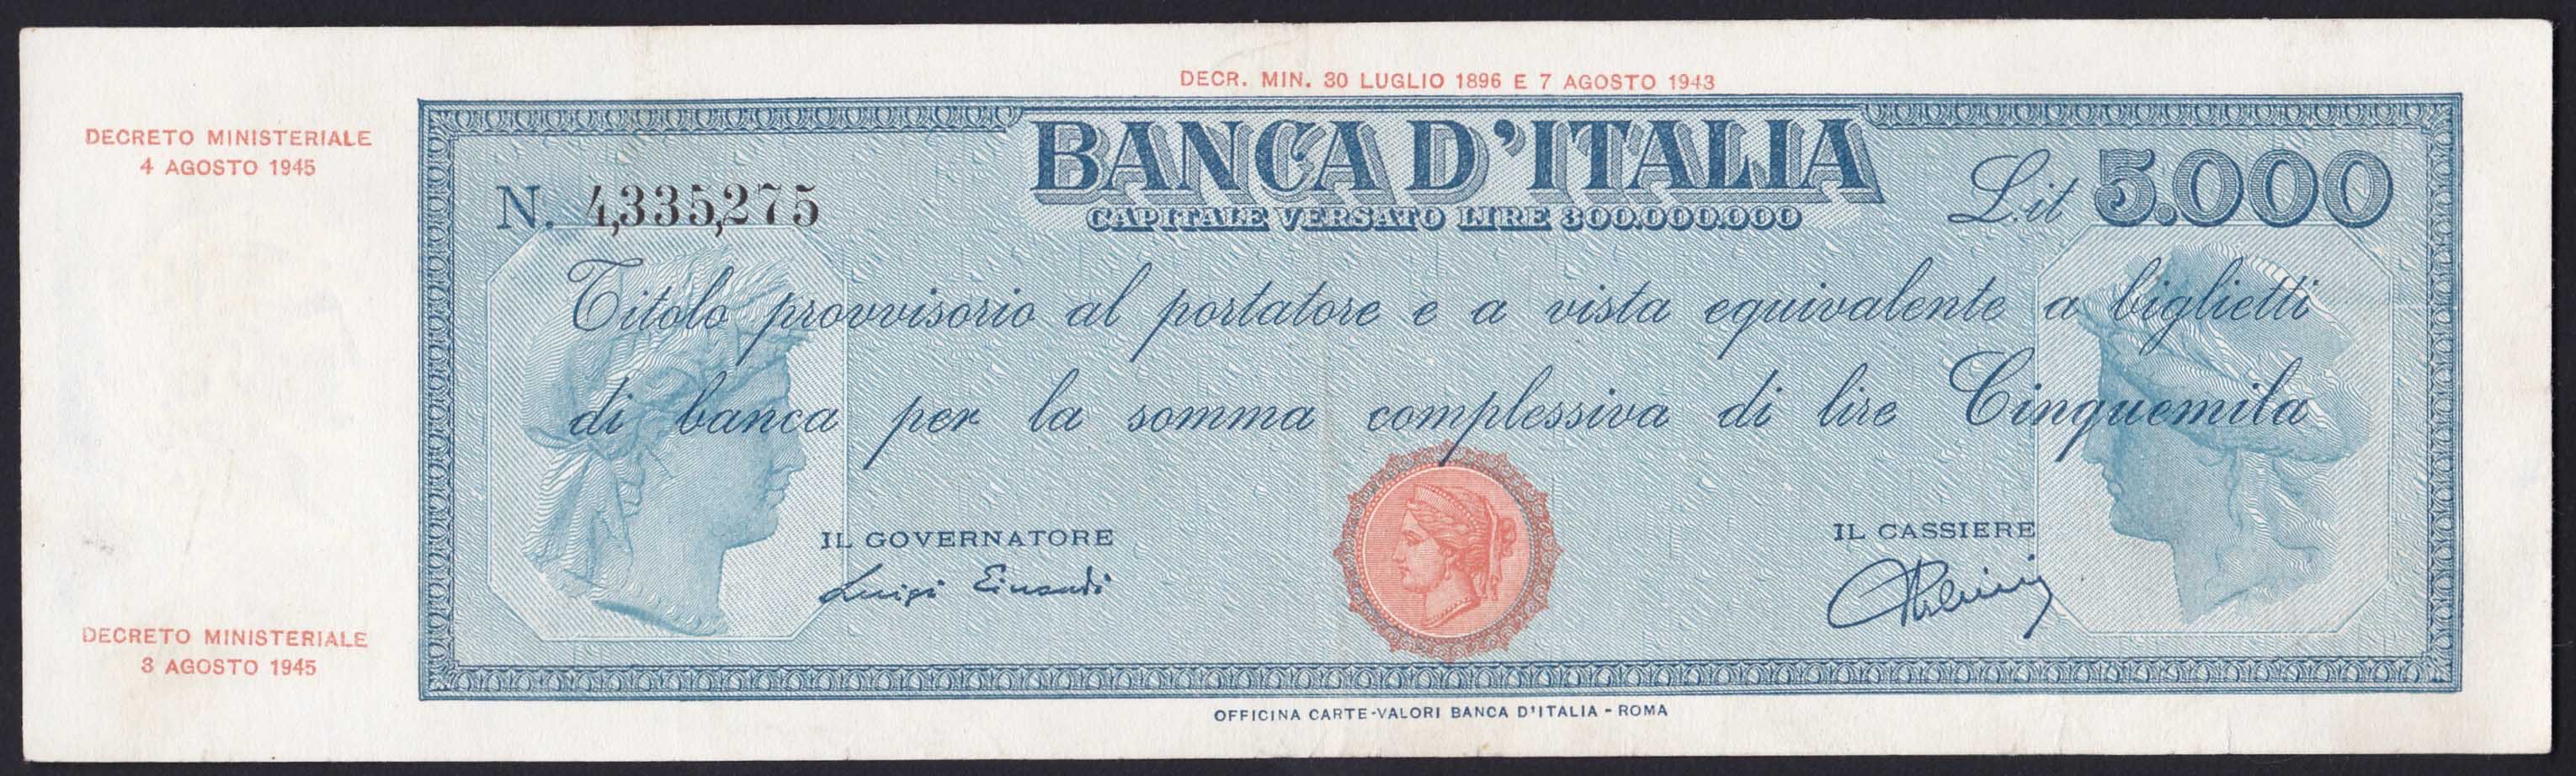 DECR. MIN. 30 LUGLIO 1896 E 7 AGOSTO 1943
DECRETO MINISTERIALE
4 AGOSTO 1945
BANCA D'ITALIA
CAPITALE VERSATO LIRE 300.000.000
N. 4,335,275
L.it 5.000
Titolo provvisorio al portatore e a vista equivalente a biglietti
di banca per la somma complessiva di lire Cinquemila
IL GOVERNATORE
Luigi Einaudi
IL CASSIERE
DECRETO MINISTERIALE
3 AGOSTO 1945
OFFICINA CARTE-VALORI BANCA D'ITALIA - ROMA